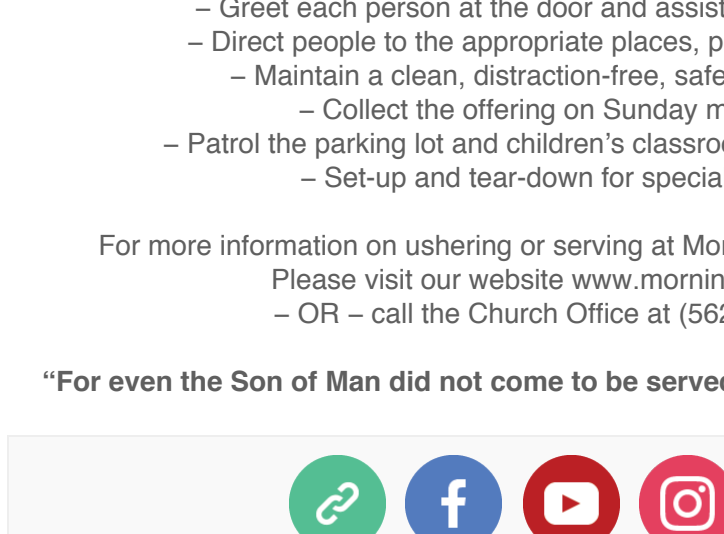 – Greet each person at the door and assist
– Direct people to the appropriate places, p
– Maintain a clean, distraction-free, safe
– Collect the offering on Sunday m
– Patrol the parking lot and children’s classroo
– Set-up and tear-down for specia
For more information on ushering or serving at Mor
Please visit our website www.mornin
– OR – call the Church Office at (562
“For even the Son of Man did not come to be served